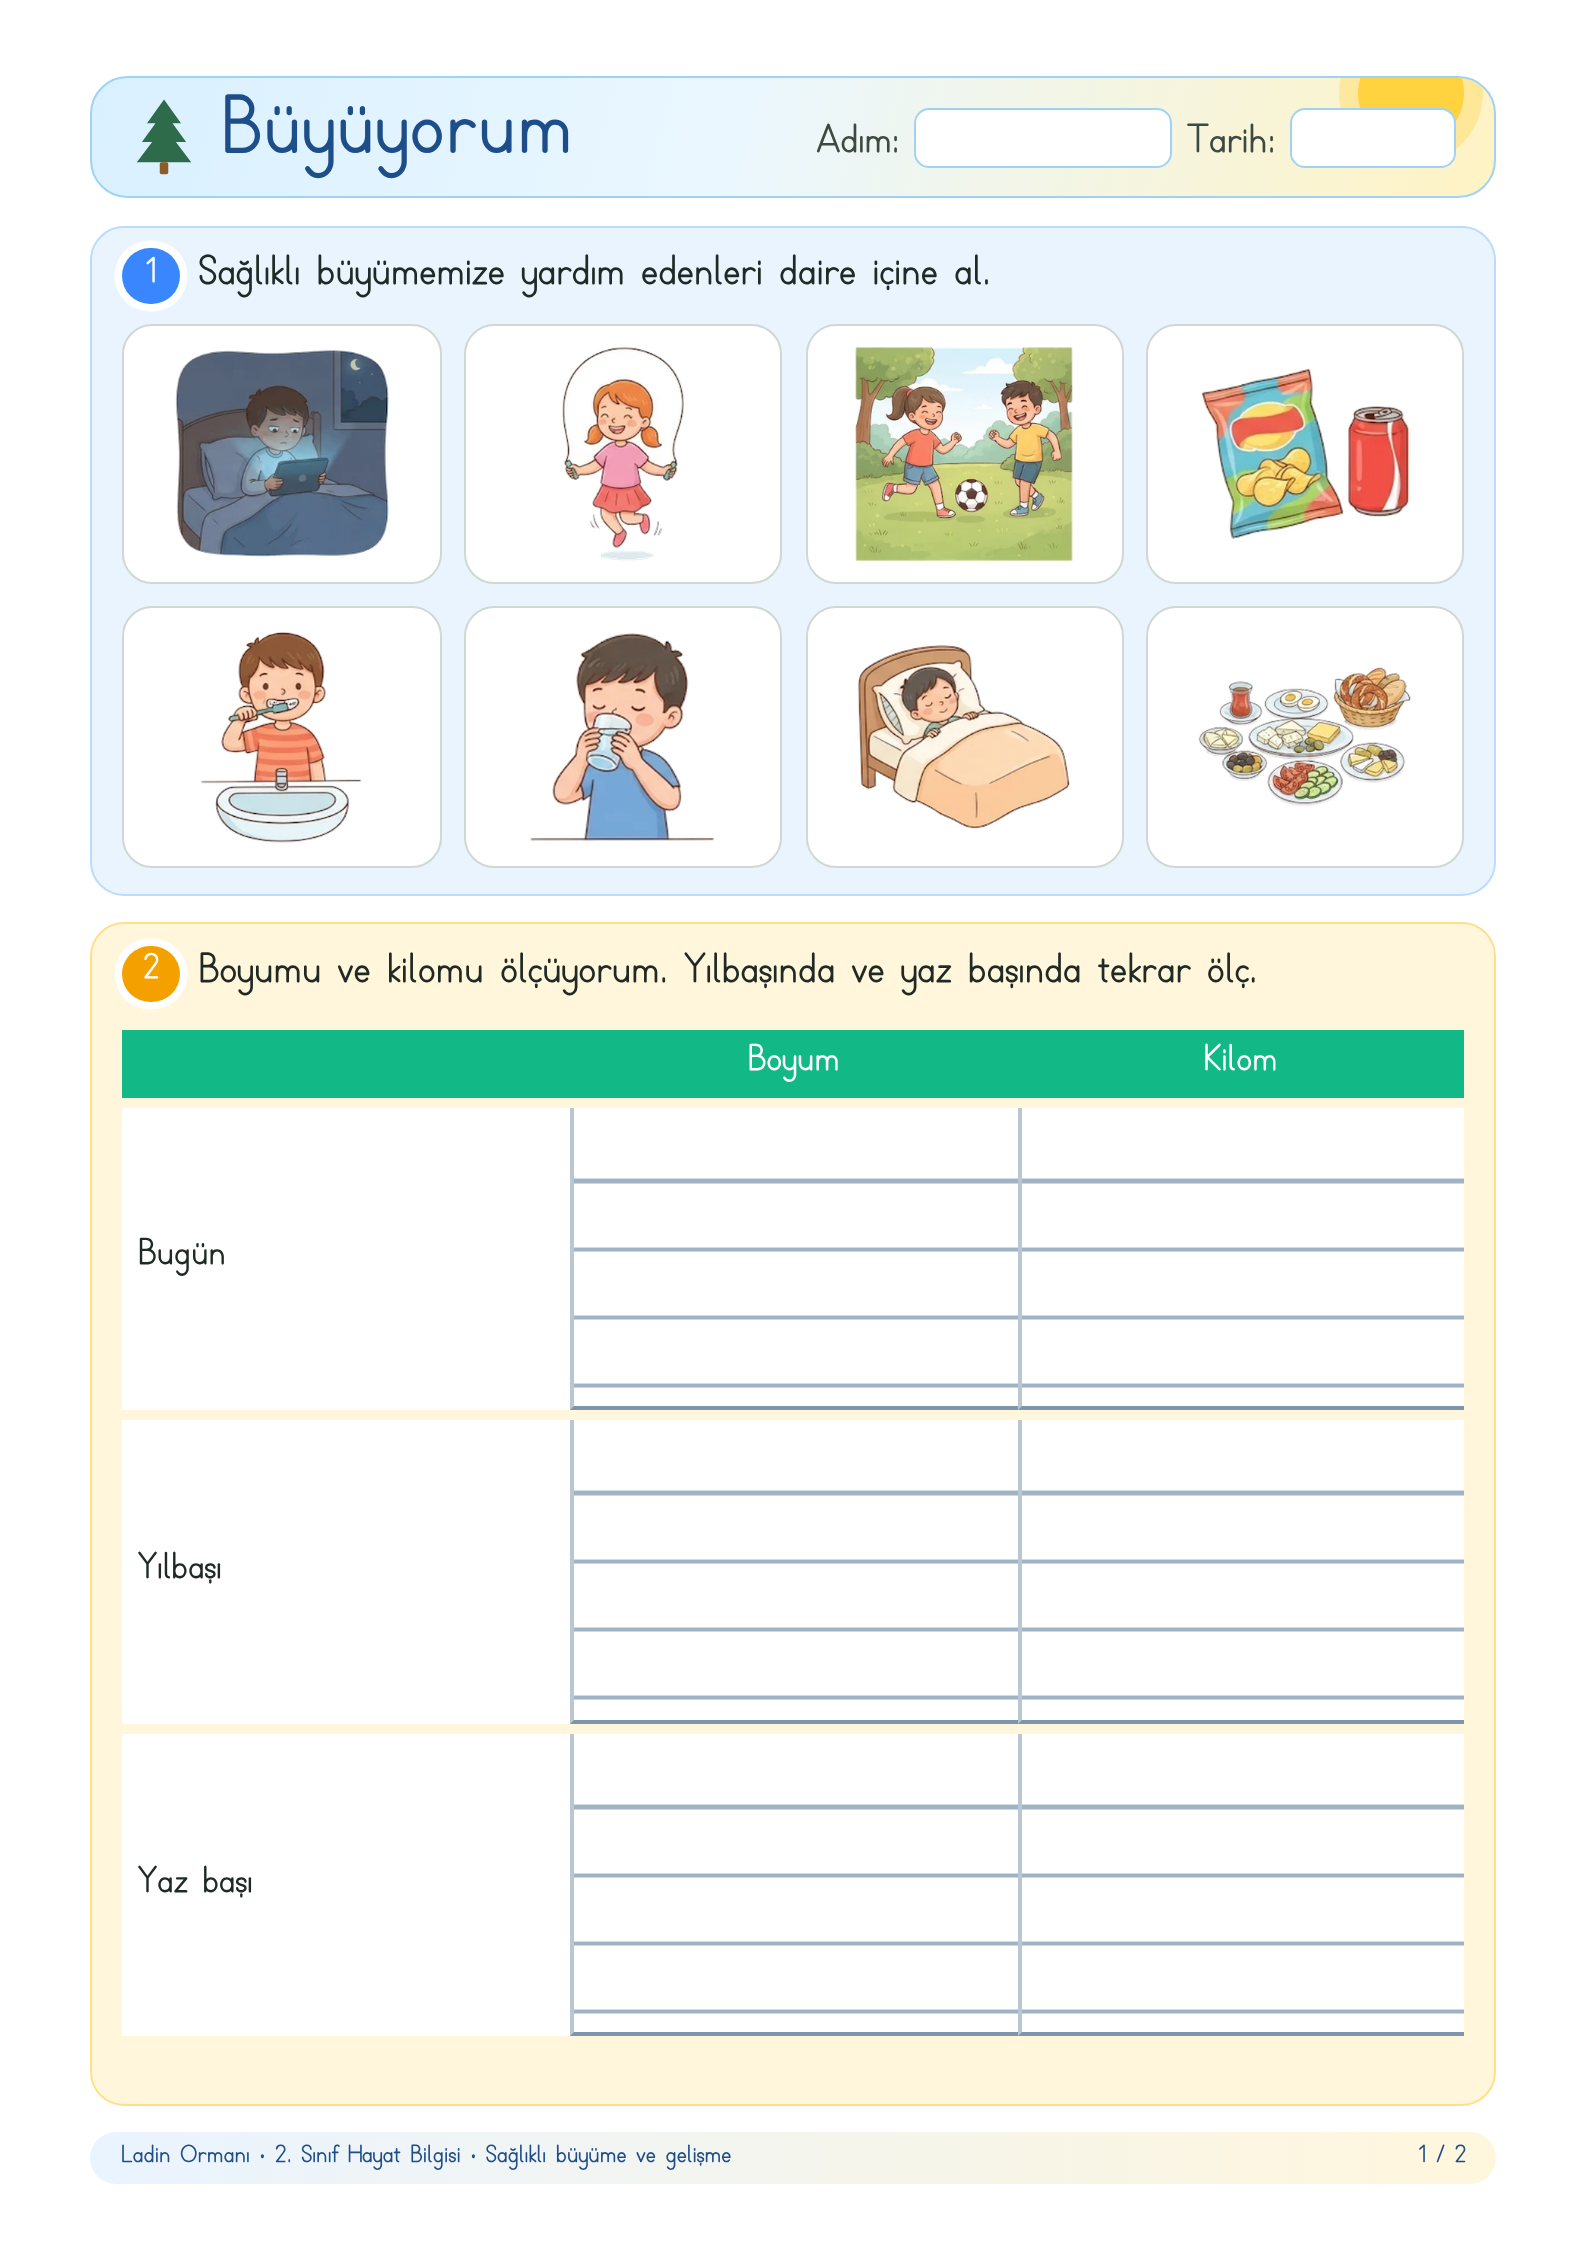 Büyüyorum
Adım:
Tarih:
1 Sağlıklı büyümemize yardım edenleri daire içine al.
2 Boyumu ve kilomu ölçüyorum. Yılbaşında ve yaz başında tekrar ölç.
Boyum Kilom
Bugün
Yılbaşı
Yaz başı
Ladin Ormanı • 2. Sınıf Hayat Bilgisi • Sağlıklı büyüme ve gelişme 1 / 2